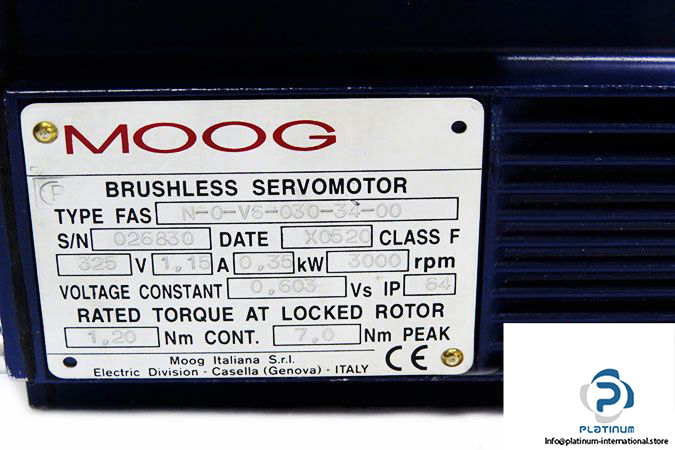 MOOG
P
BRUSHLESS SERVOMOTOR
TYPE FAS N-0-V6-030-34-00
S/N 026830 DATE X0520 CLASS F
325 V 1,15 A 0,35 kW 3000 rpm
VOLTAGE CONSTANT 0,603 Vs IP 64
RATED TORQUE AT LOCKED ROTOR
1,20 Nm CONT. 7,0 Nm PEAK
Moog Italiana S.r.l.
Electric Division - Casella (Genova) - ITALY
CE
PLATINUM
Info@platinum-international.store